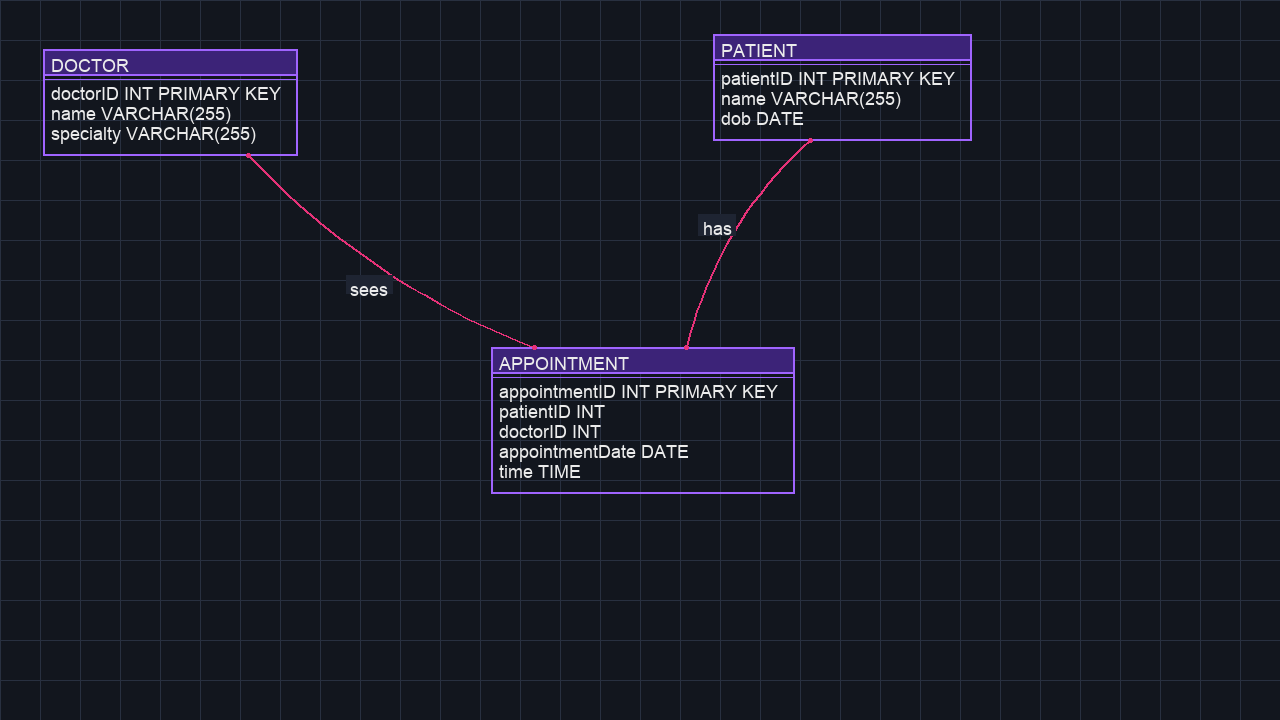 DOCTOR
doctorID INT PRIMARY KEY
name VARCHAR(255)
specialty VARCHAR(255)
PATIENT
patientID INT PRIMARY KEY
name VARCHAR(255)
dob DATE
has
sees
APPOINTMENT
appointmentID INT PRIMARY KEY
patientID INT
doctorID INT
appointmentDate DATE
time TIME